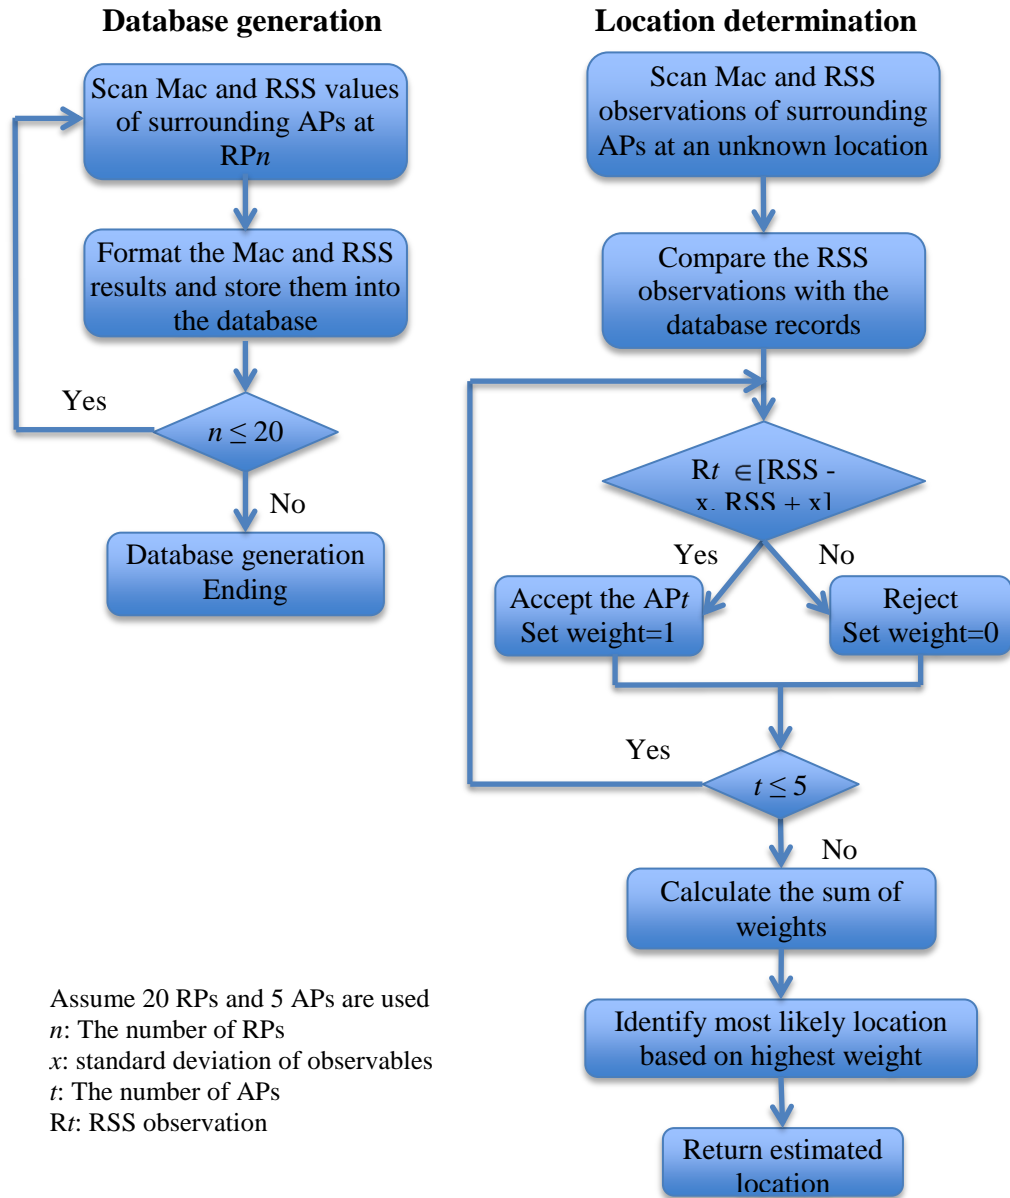 Database generation
Scan Mac and RSS values
of surrounding APs at
RPn
Format the Mac and RSS
results and store them into
the database
Yes
n ≤ 20
No
Database generation
Ending
Location determination
Scan Mac and RSS
observations of surrounding
APs at an unknown location
Compare the RSS
observations with the
database records
Rt ∈[RSS -
x, RSS + x]
Yes
No
Accept the APt
Set weight=1
Reject
Set weight=0
Yes
t ≤ 5
No
Calculate the sum of
weights
Identify most likely location
based on highest weight
Return estimated
location
Assume 20 RPs and 5 APs are used
n: The number of RPs
x: standard deviation of observables
t: The number of APs
Rt: RSS observation